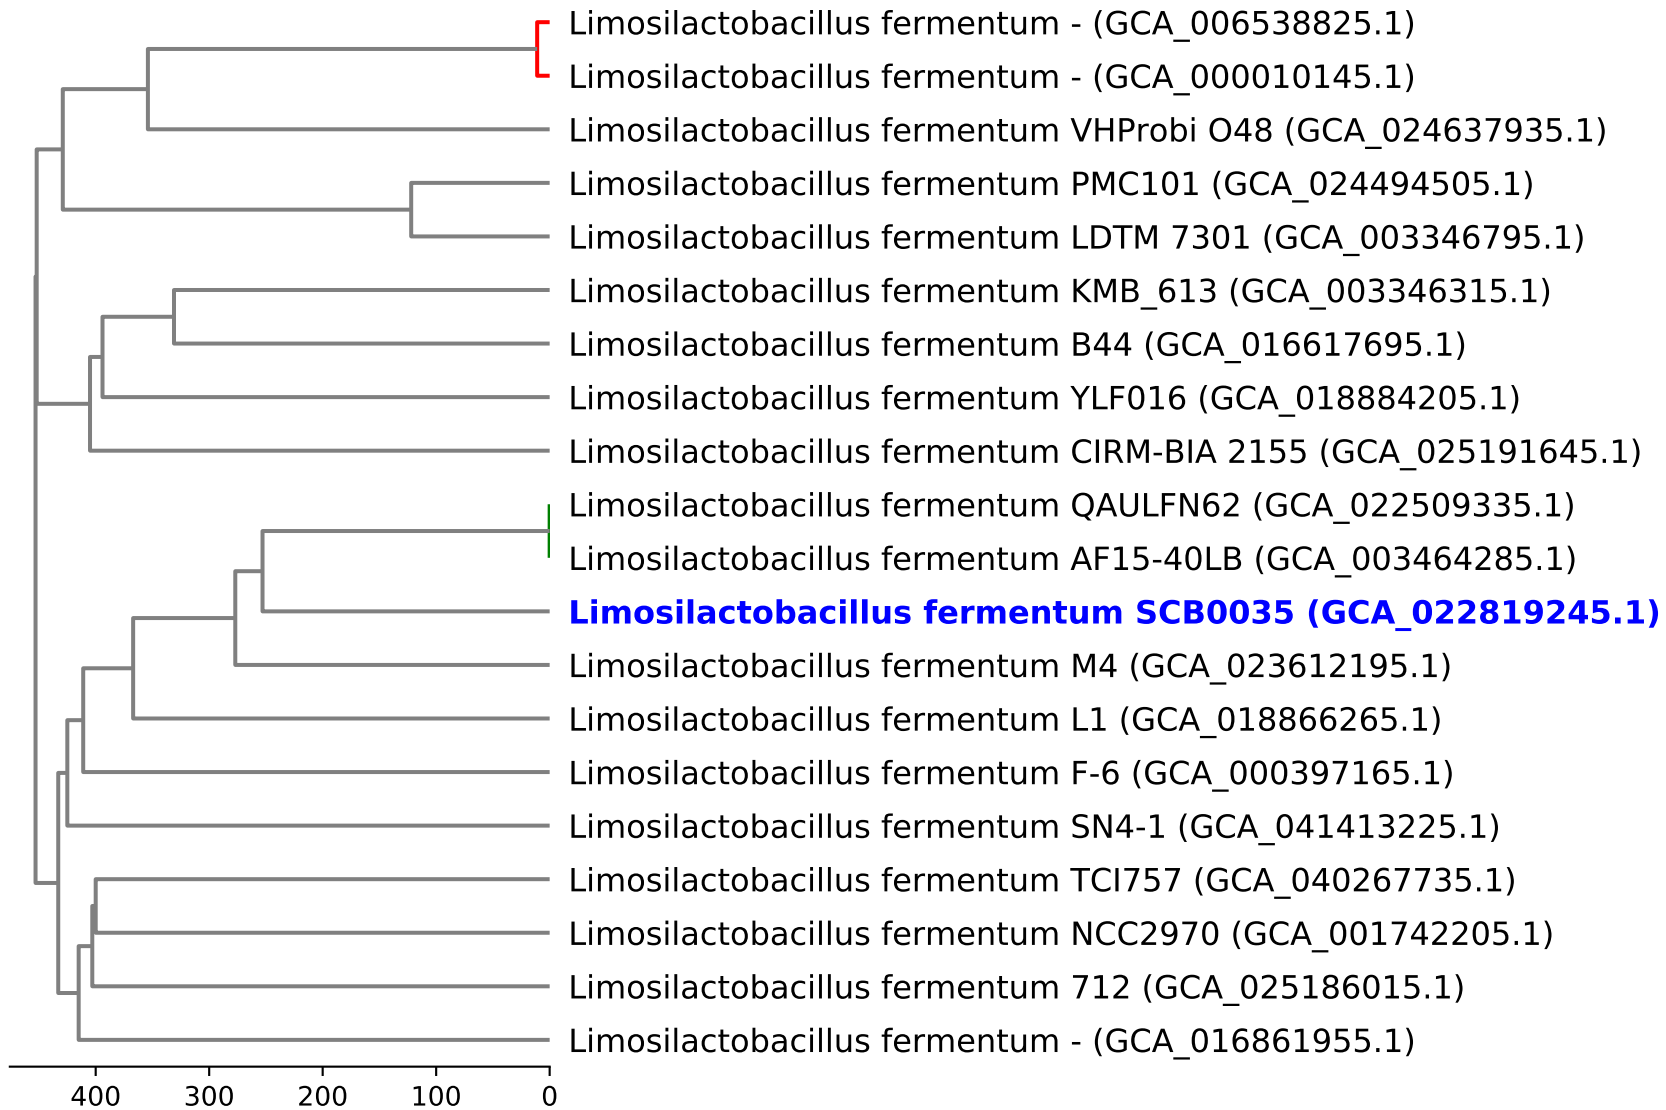 Limosilactobacillus fermentum - (GCA_006538825.1)
Limosilactobacillus fermentum - (GCA_000010145.1)
Limosilactobacillus fermentum VHProbi O48 (GCA_024637935.1)
Limosilactobacillus fermentum PMC101 (GCA_024494505.1)
Limosilactobacillus fermentum LDTM 7301 (GCA_003346795.1)
Limosilactobacillus fermentum KMB_613 (GCA_003346315.1)
Limosilactobacillus fermentum B44 (GCA_016617695.1)
Limosilactobacillus fermentum YLF016 (GCA_018884205.1)
Limosilactobacillus fermentum CIRM-BIA 2155 (GCA_025191645.1)
Limosilactobacillus fermentum QAULFN62 (GCA_022509335.1)
Limosilactobacillus fermentum AF15-40LB (GCA_003464285.1)
Limosilactobacillus fermentum SCB0035 (GCA_022819245.1)
Limosilactobacillus fermentum M4 (GCA_023612195.1)
Limosilactobacillus fermentum L1 (GCA_018866265.1)
Limosilactobacillus fermentum F-6 (GCA_000397165.1)
Limosilactobacillus fermentum SN4-1 (GCA_041413225.1)
Limosilactobacillus fermentum TCI757 (GCA_040267735.1)
Limosilactobacillus fermentum NCC2970 (GCA_001742205.1)
Limosilactobacillus fermentum 712 (GCA_025186015.1)
Limosilactobacillus fermentum - (GCA_016861955.1)
400 300 200 100 0